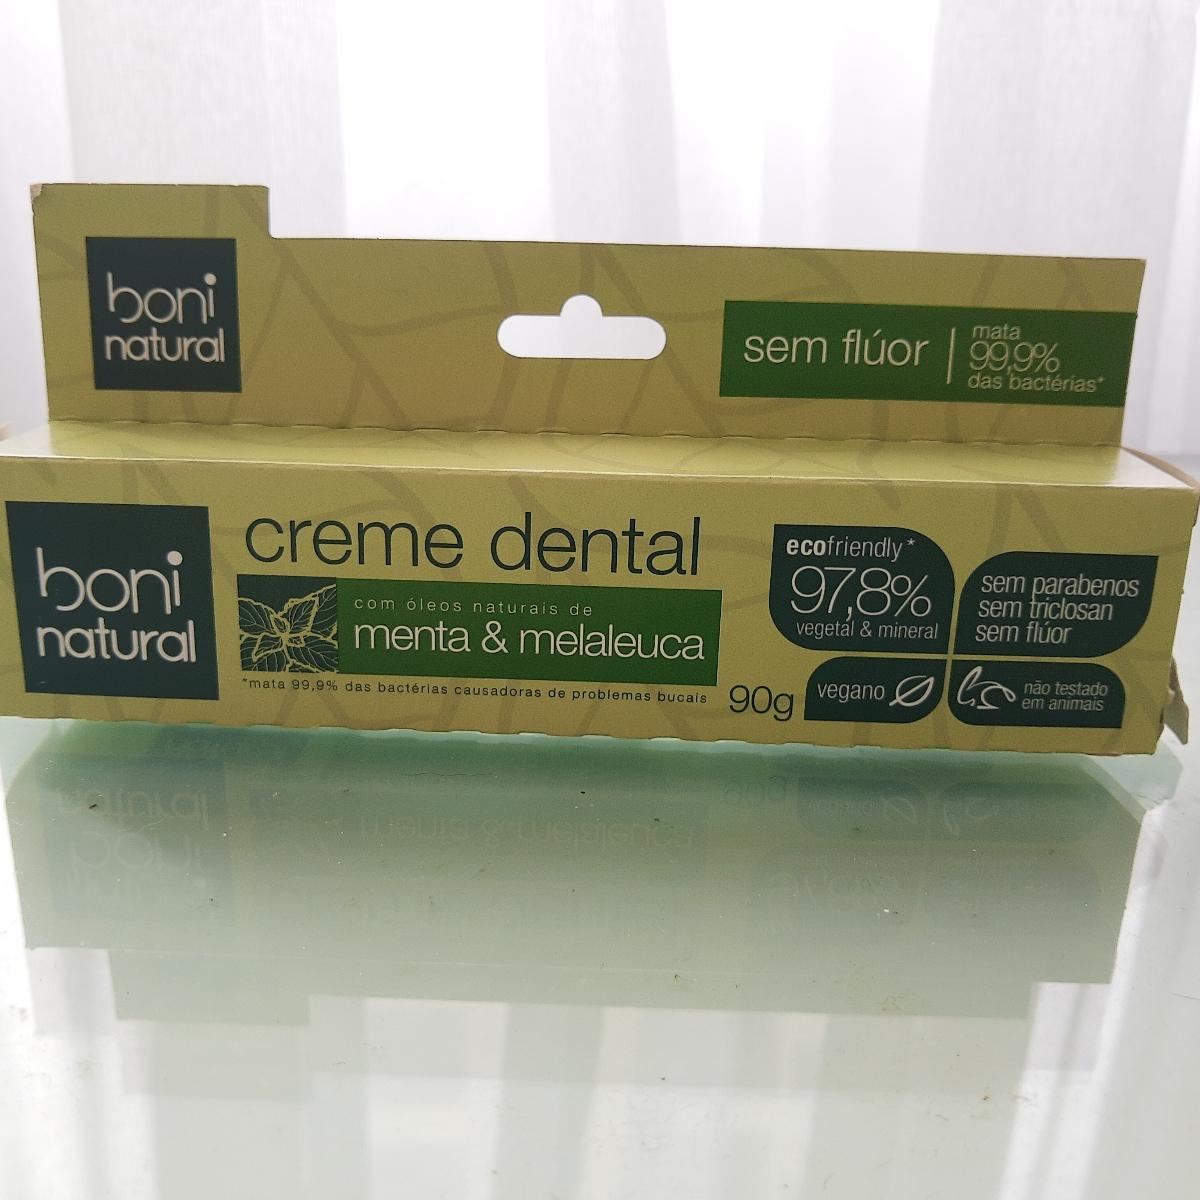 boni
natural
sem flúor
mata
99,9%
das bactérias*
boni
natural
creme dental
com óleos naturais de
menta & melaleuca
*mata 99,9% das bactérias causadoras de problemas bucais
90g
ecofriendly*
97,8%
vegetal & mineral
sem parabenos
sem triclosan
sem flúor
vegano
não testado
em animais